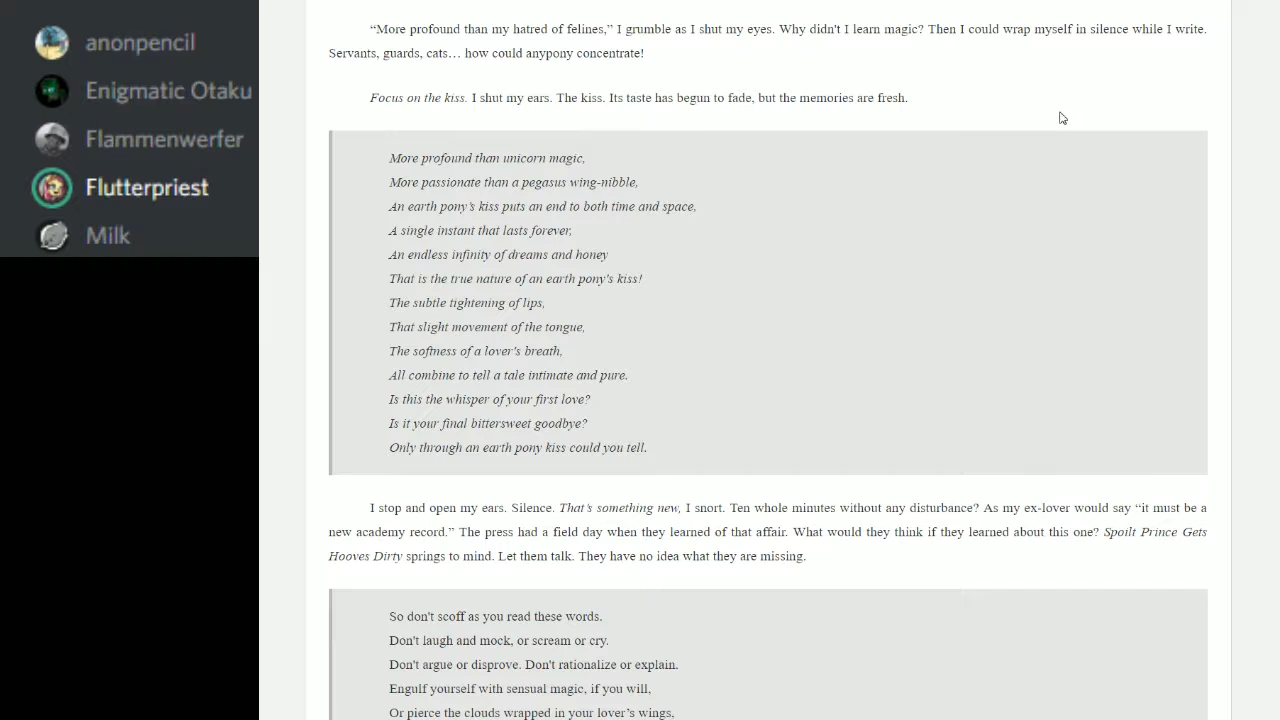 anonpencil
Enigmatic Otaku
Flammenwerfer
Flutterpriest
Milk
“More profound than my hatred of felines,” I grumble as I shut my eyes. Why didn't I learn magic? Then I could wrap myself in silence while I write.
Servants, guards, cats… how could anypony concentrate!
Focus on the kiss. I shut my ears. The kiss. Its taste has begun to fade, but the memories are fresh.
More profound than unicorn magic,
More passionate than a pegasus wing-nibble,
An earth pony’s kiss puts an end to both time and space,
A single instant that lasts forever,
An endless infinity of dreams and honey
That is the true nature of an earth pony’s kiss!
The subtle tightening of lips,
That slight movement of the tongue,
The softness of a lover’s breath,
All combine to tell a tale intimate and pure.
Is this the whisper of your first love?
Is it your final bittersweet goodbye?
Only through an earth pony kiss could you tell.
I stop and open my ears. Silence. That’s something new, I snort. Ten whole minutes without any disturbance? As my ex-lover would say “it must be a
new academy record.” The press had a field day when they learned of that affair. What would they think if they learned about this one? Spoilt Prince Gets
Hooves Dirty springs to mind. Let them talk. They have no idea what they are missing.
So don't scoff as you read these words.
Don't laugh and mock, or scream or cry.
Don't argue or disprove. Don't rationalize or explain.
Engulf yourself with sensual magic, if you will,
Or pierce the clouds wrapped in your lover’s wings,